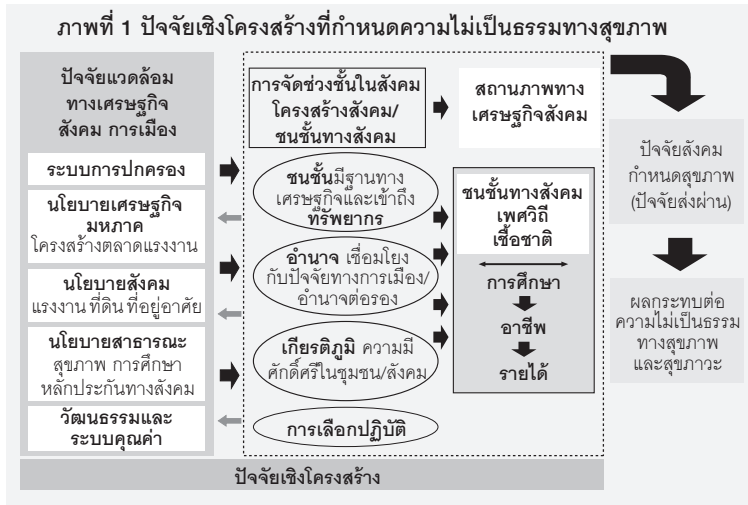 ภาพที่ 1 ปัจจัยเชิงโครงสร้างที่กำหนดความไม่เป็นธรรมทางสุขภาพ
ปัจจัยแวดล้อม
ทางเศรษฐกิจ
สังคม การเมือง
ระบบการปกครอง
นโยบายเศรษฐกิจ
มหภาค
โครงสร้างตลาดแรงงาน
นโยบายสังคม
แรงงาน ที่ดิน ที่อยู่อาศัย
นโยบายสาธารณะ
สุขภาพ การศึกษา
หลักประกันทางสังคม
วัฒนธรรมและ
ระบบคุณค่า
การจัดช่วงชั้นในสังคม
โครงสร้างสังคม/
ชนชั้นทางสังคม
ชนชั้นมีฐานทาง
เศรษฐกิจและเข้าถึง
ทรัพยากร
อำนาจ เชื่อมโยง
กับปัจจัยทางการเมือง/
อำนาจต่อรอง
เกียรติภูมิ ความมี
ศักดิ์ศรีในชุมชน/สังคม
การเลือกปฏิบัติ
สถานภาพทาง
เศรษฐกิจสังคม
ชนชั้นทางสังคม
เพศวิถี
เชื้อชาติ
การศึกษา
อาชีพ
รายได้
ปัจจัยสังคม
กำหนดสุขภาพ
(ปัจจัยส่งผ่าน)
ผลกระทบต่อ
ความไม่เป็นธรรม
ทางสุขภาพ
และสุขภาวะ
ปัจจัยเชิงโครงสร้าง